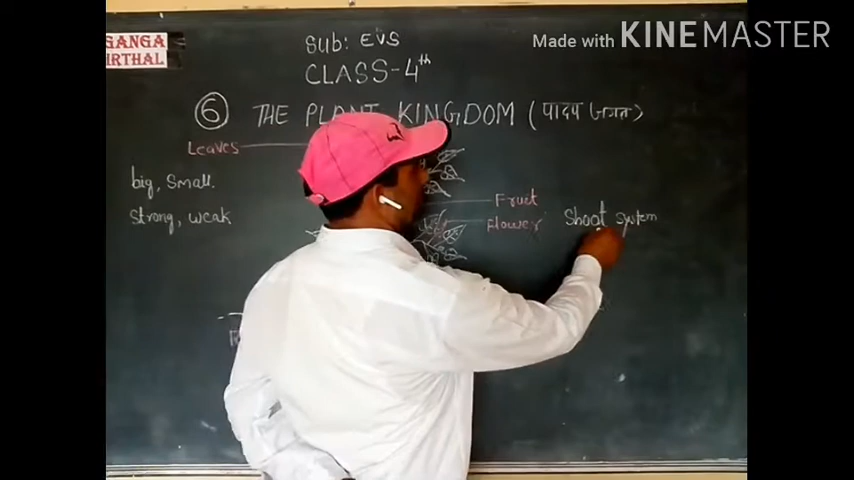 Made with KINEMASTER
GANGA
IRTHAL
Sub: EVS
CLASS-4th
6 THE PLANT KINGDOM (पादप जगत)
Leaves
big, Small.
Strong, weak
Fruit
Flower
Shoot system